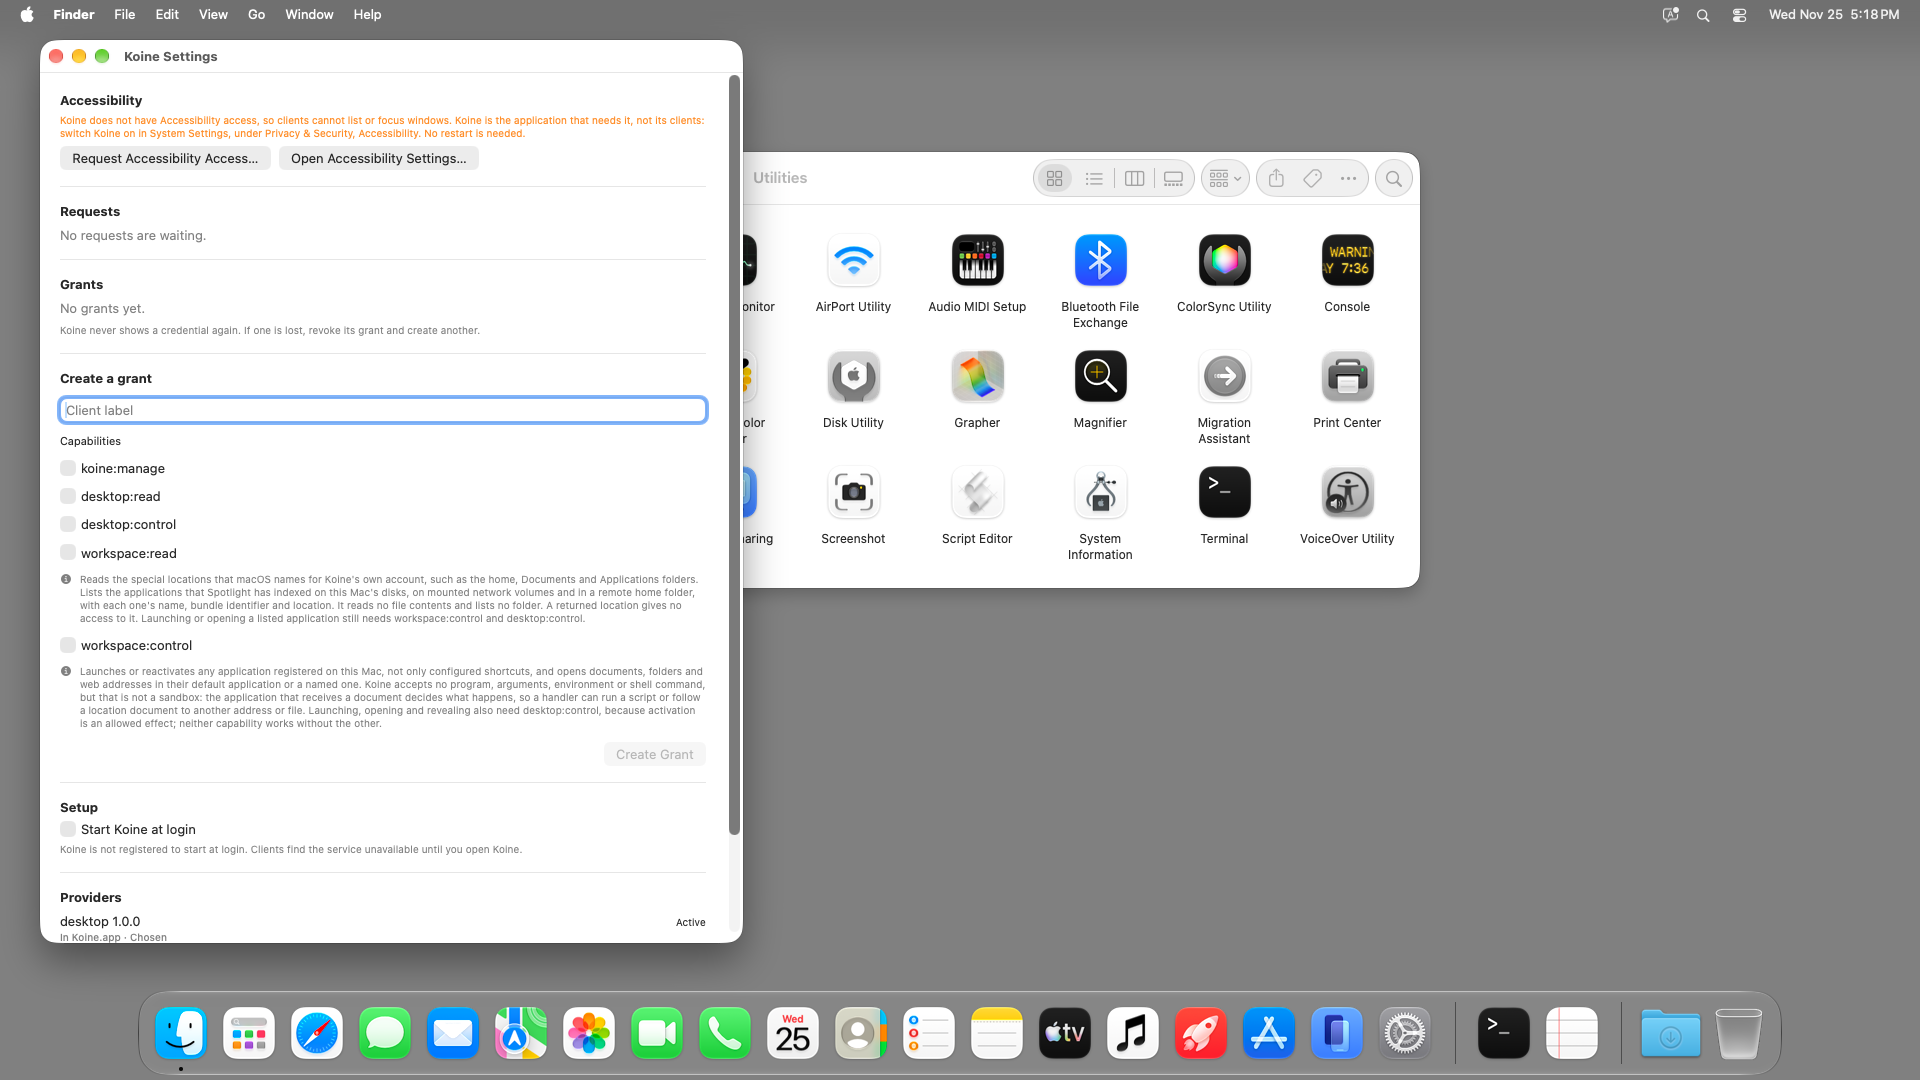 Finder File Edit View Go Window Help
Wed Nov 25 5:18 PM
Koine Settings
Accessibility
Koine does not have Accessibility access, so clients cannot list or focus windows. Koine is the application that needs it, not its clients:
switch Koine on in System Settings, under Privacy & Security, Accessibility. No restart is needed.
Request Accessibility Access...
Open Accessibility Settings...
Requests
No requests are waiting.
Grants
No grants yet.
Koine never shows a credential again. If one is lost, revoke its grant and create another.
Create a grant
Client label
Capabilities
koine:manage
desktop:read
desktop:control
workspace:read
Reads the special locations that macOS names for Koine's own account, such as the home, Documents and Applications folders.
Lists the applications that Spotlight has indexed on this Mac's disks, on mounted network volumes and in a remote home folder,
with each one's name, bundle identifier and location. It reads no file contents and lists no folder. A returned location gives no
access to it. Launching or opening a listed application still needs workspace:control and desktop:control.
workspace:control
Launches or reactivates any application registered on this Mac, not only configured shortcuts, and opens documents, folders and
web addresses in their default application or a named one. Koine accepts no program, arguments, environment or shell command,
but that is not a sandbox: the application that receives a document decides what happens, so a handler can run a script or follow
a location document to another address or file. Launching, opening and revealing also need desktop:control, because activation
is an allowed effect; neither capability works without the other.
Create Grant
Setup
Start Koine at login
Koine is not registered to start at login. Clients find the service unavailable until you open Koine.
Providers
desktop 1.0.0
Active
In Koine.app · Chosen
Utilities
WARNIN
AY 7:36
onitor
AirPort Utility
Audio MIDI Setup
Bluetooth File
Exchange
ColorSync Utility
Console
olor
r
Disk Utility
Grapher
Magnifier
Migration
Assistant
Print Center
aring
Screenshot
Script Editor
System
Information
Terminal
VoiceOver Utility
Wed
25
tv